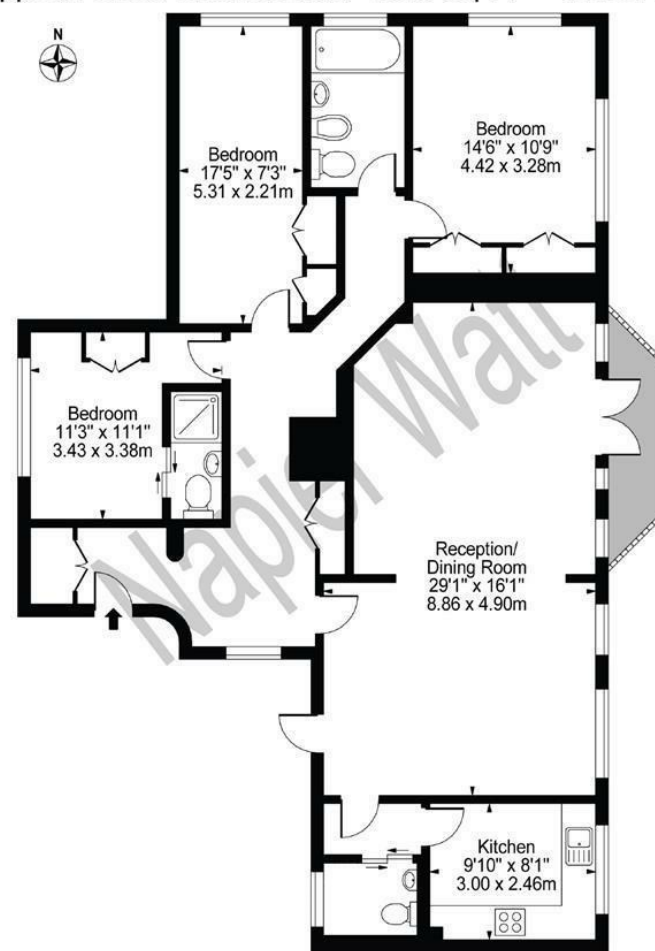 N
Bedroom
17'5" x 7'3"
5.31 x 2.21m
Bedroom
14'6" x 10'9"
4.42 x 3.28m
Bedroom
11'3" x 11'1"
3.43 x 3.38m
Reception/
Dining Room
29'1" x 16'1"
8.86 x 4.90m
Kitchen
9'10" x 8'1"
3.00 x 2.46m
Napier Watt